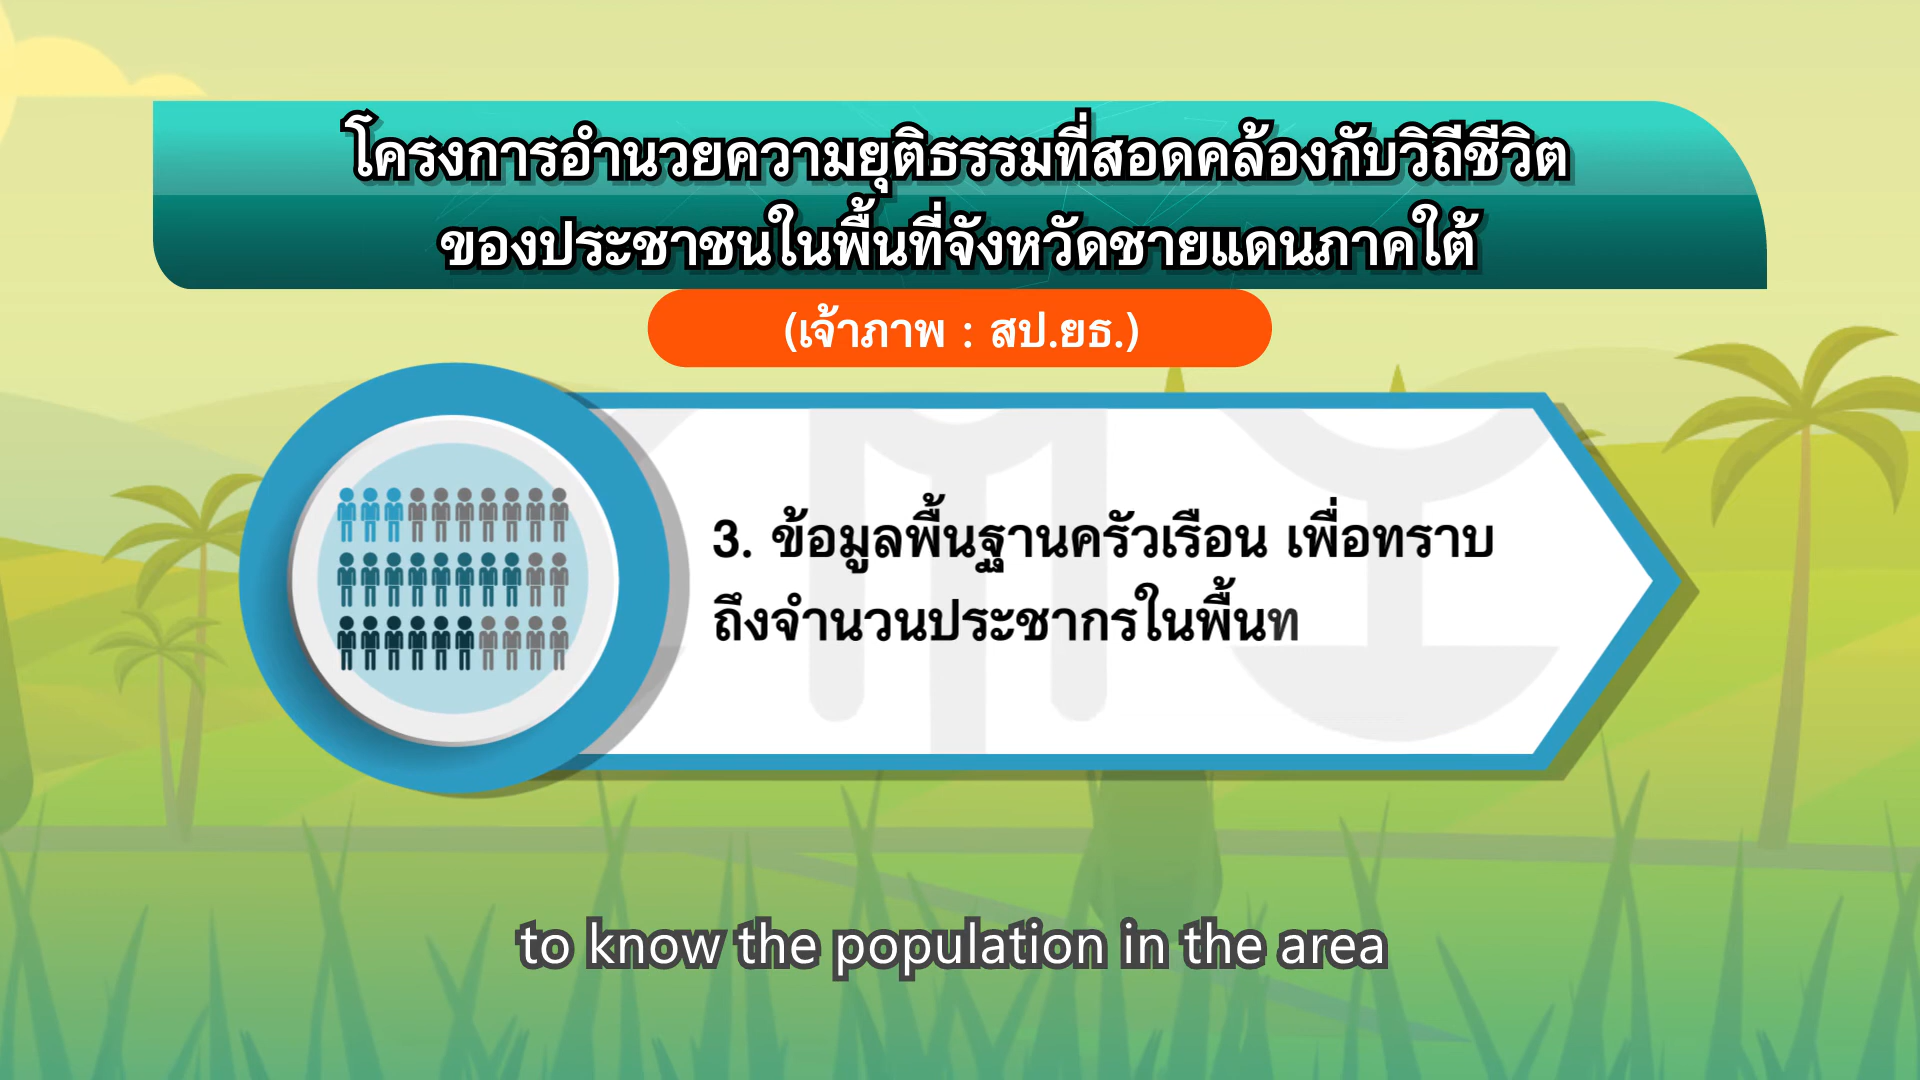 โครงการอำนวยความยุติธรรมที่สอดคล้องกับวิถีชีวิต
ของประชาชนในพื้นที่จังหวัดชายแดนภาคใต้
(เจ้าภาพ : สป.ยธ.)
3. ข้อมูลพื้นฐานครัวเรือน เพื่อทราบ
ถึงจำนวนประชากรในพื้นท
to know the population in the area